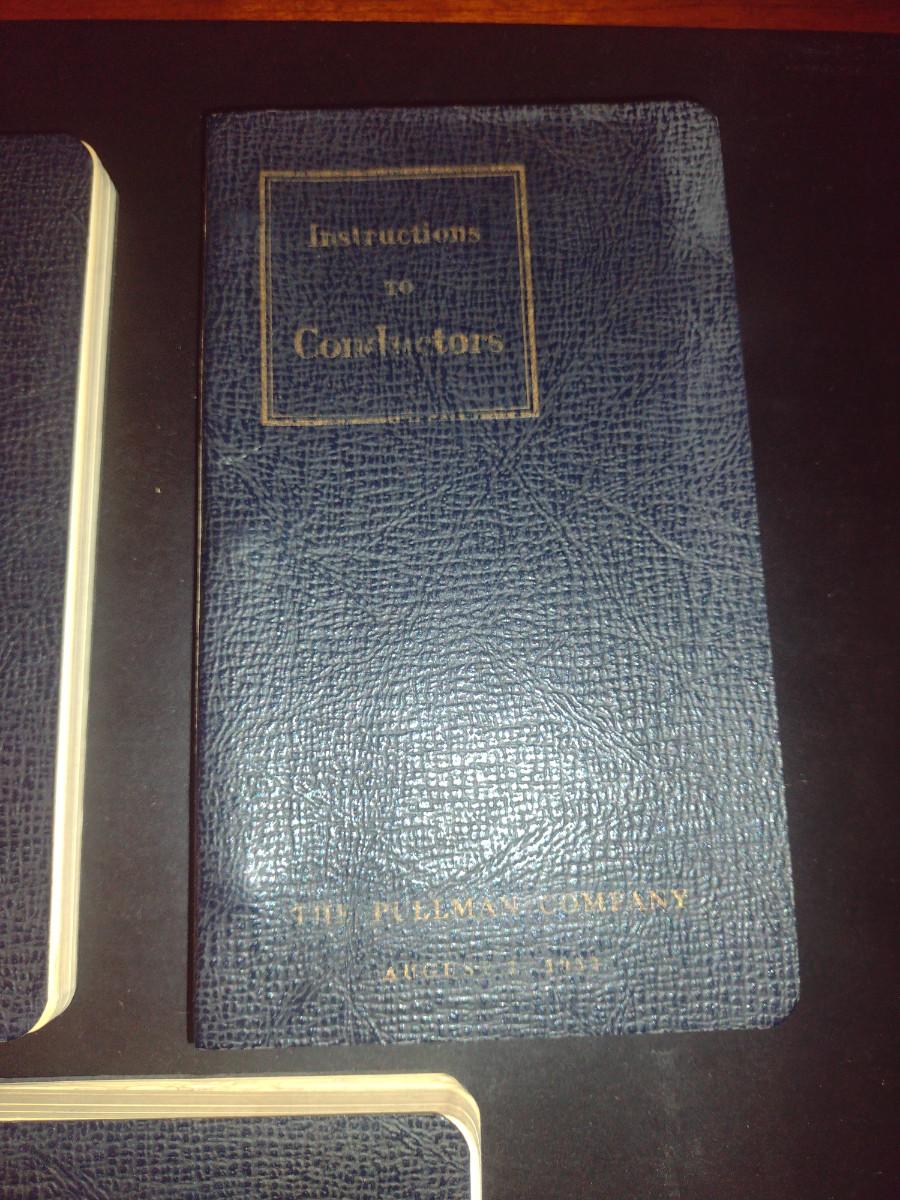 Instructions
to
Conductors
THE PULLMAN COMPANY
AUGUST